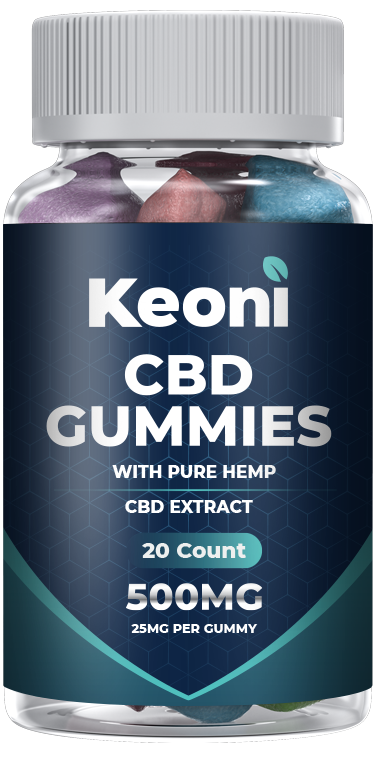 Keoni
CBD
GUMMIES
WITH PURE HEMP
CBD EXTRACT
20 Count
500MG
25MG PER GUMMY